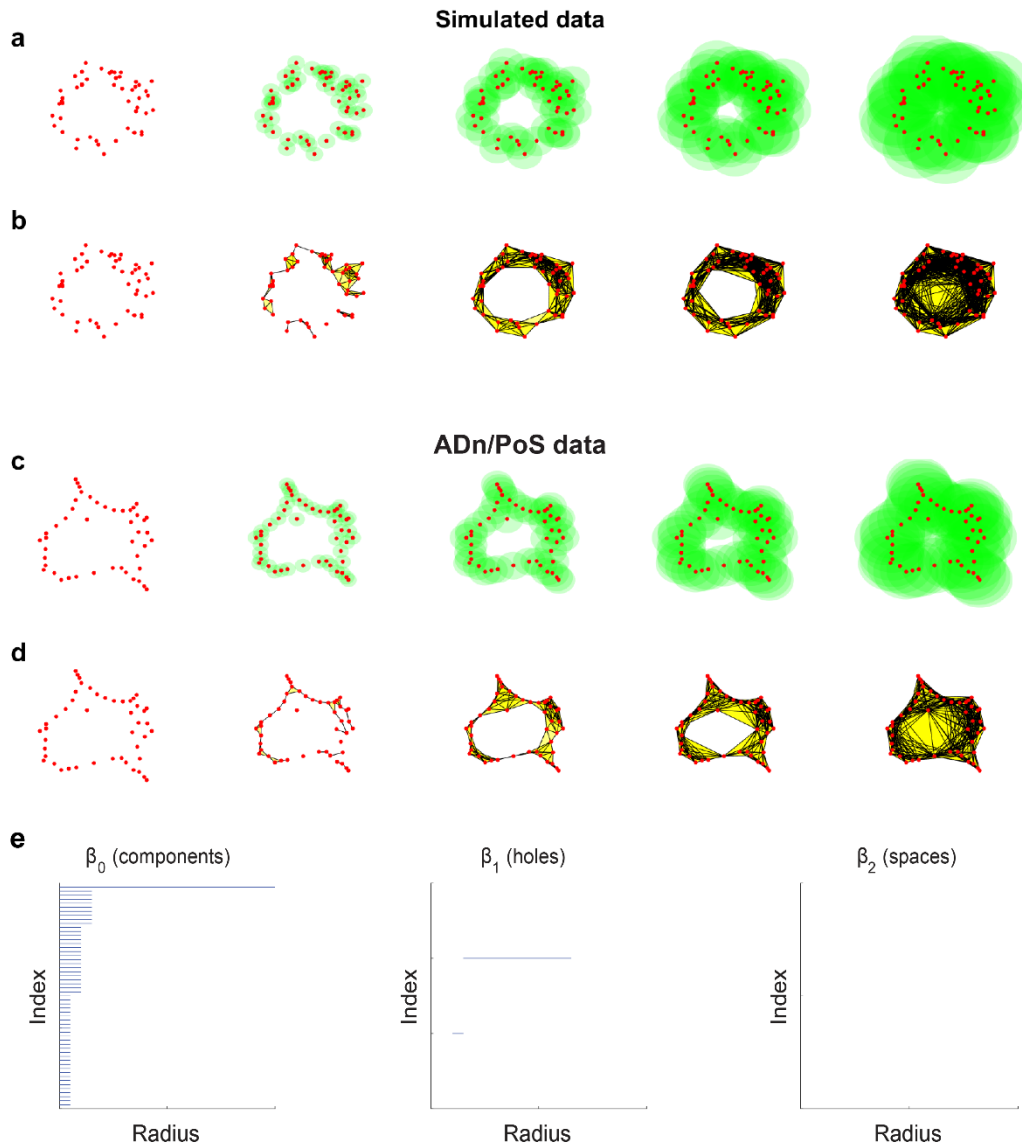 Simulated data
a
b
ADn/PoS data
c
d
e
β0 (components)
β1 (holes)
β2 (spaces)
Index
Index
Index
Radius
Radius
Radius